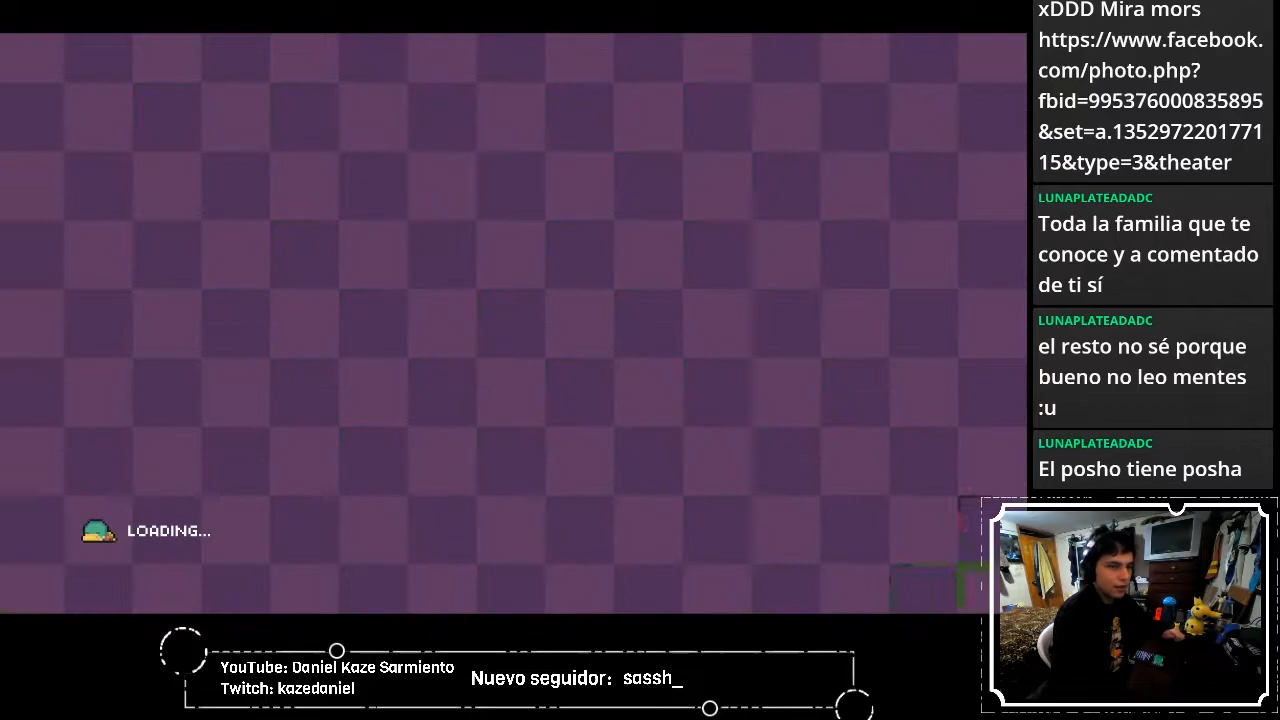 xDDD Mira mors
https://www.facebook.
com/photo.php?
fbid=995376000835895
&set=a.1352972201771
15&type=3&theater
LUNAPLATEADADC
Toda la familia que te
conoce y a comentado
de ti sí
LUNAPLATEADADC
el resto no sé porque
bueno no leo mentes
:u
LUNAPLATEADADC
El posho tiene posha
LOADING...
YouTube: Daniel Kaze Sarmiento
Twitch: kazedaniel
Nuevo seguidor: sassh_